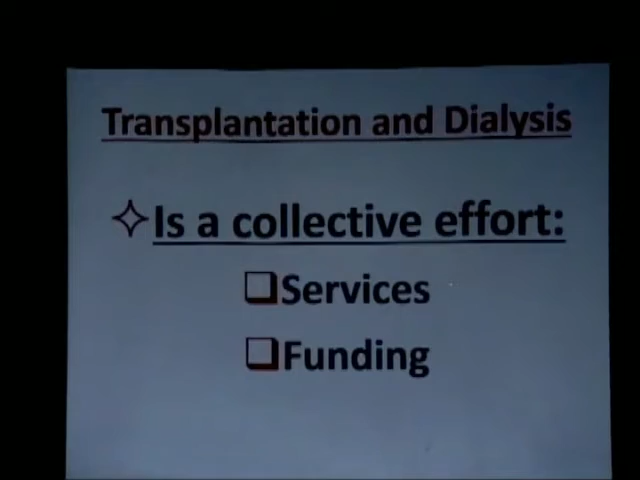 Transplantation and Dialysis
✧Is a collective effort:
❑Services
❑Funding